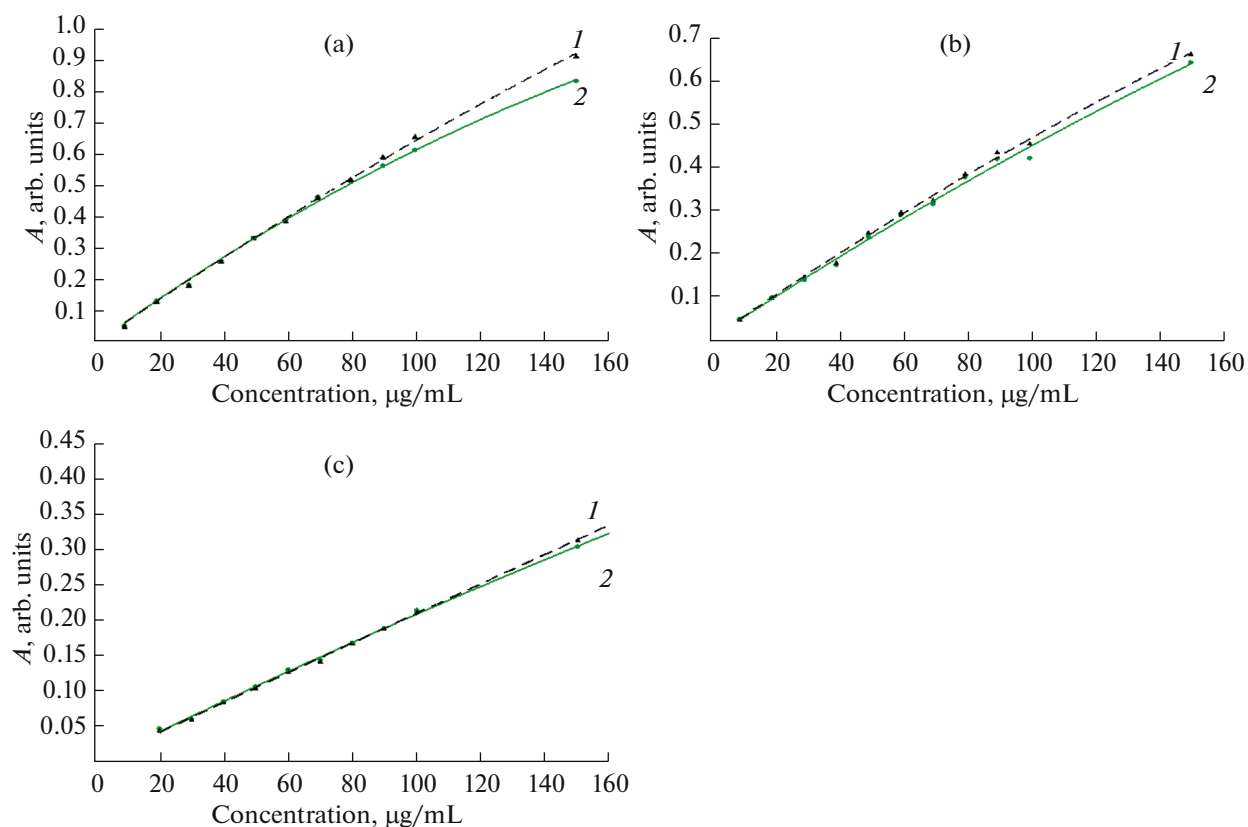 (a)
1
2
A, arb. units
1.0
0.9
0.8
0.7
0.6
0.5
0.4
0.3
0.2
0.1
0 20 40 60 80 100 120 140 160
Concentration, μg/mL
(b)
1
2
A, arb. units
0.7
0.6
0.5
0.4
0.3
0.2
0.1
0 20 40 60 80 100 120 140 160
Concentration, μg/mL
(c)
1
2
A, arb. units
0.45
0.40
0.35
0.30
0.25
0.20
0.15
0.10
0.05
0 20 40 60 80 100 120 140 160
Concentration, μg/mL